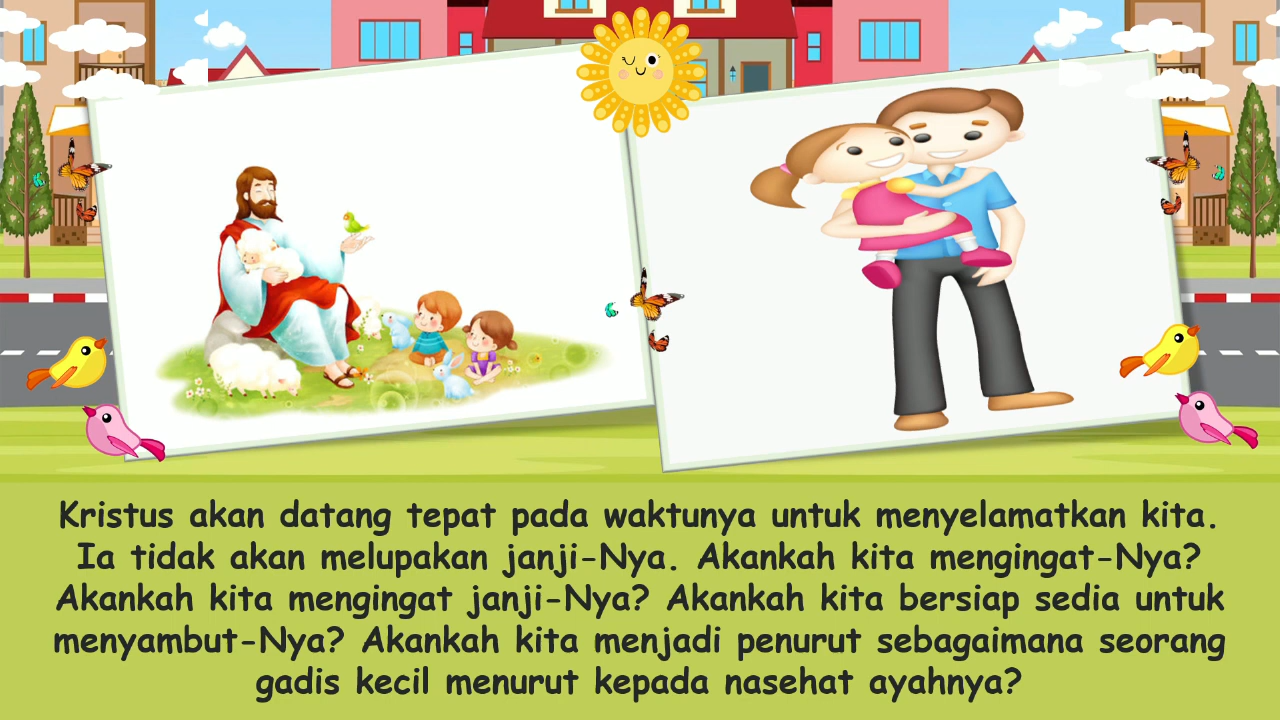 Kristus akan datang tepat pada waktunya untuk menyelamatkan kita.
Ia tidak akan melupakan janji-Nya. Akankah kita mengingat-Nya?
Akankah kita mengingat janji-Nya? Akankah kita bersiap sedia untuk
menyambut-Nya? Akankah kita menjadi penurut sebagaimana seorang
gadis kecil menurut kepada nasehat ayahnya?